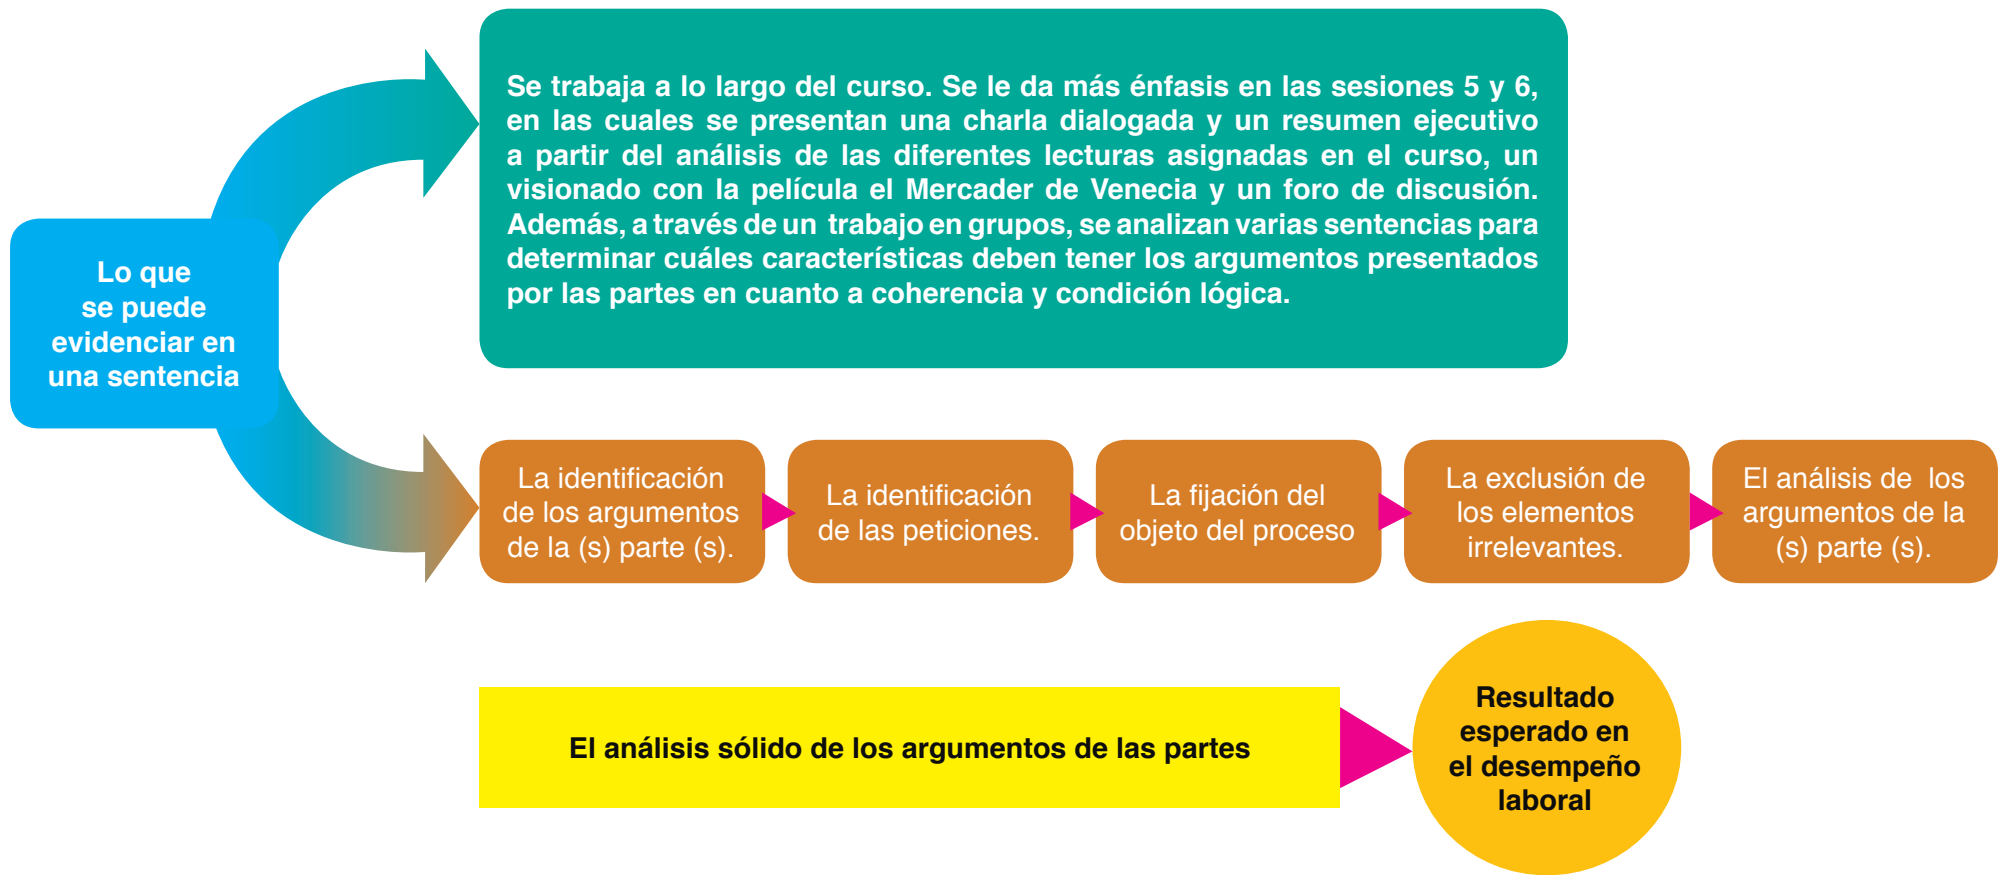 Se trabaja a lo largo del curso. Se le da más énfasis en las sesiones 5 y 6,
en las cuales se presentan una charla dialogada y un resumen ejecutivo
a partir del análisis de las diferentes lecturas asignadas en el curso, un
visionado con la película el Mercader de Venecia y un foro de discusión.
Además, a través de un trabajo en grupos, se analizan varias sentencias para
determinar cuáles características deben tener los argumentos presentados
por las partes en cuanto a coherencia y condición lógica.
Lo que
se puede
evidenciar en
una sentencia
La identificación
de los argumentos
de la (s) parte (s).
La identificación
de las peticiones.
La fijación del
objeto del proceso
La exclusión de
los elementos
irrelevantes.
El análisis de los
argumentos de la
(s) parte (s).
El análisis sólido de los argumentos de las partes
Resultado
esperado en
el desempeño
laboral